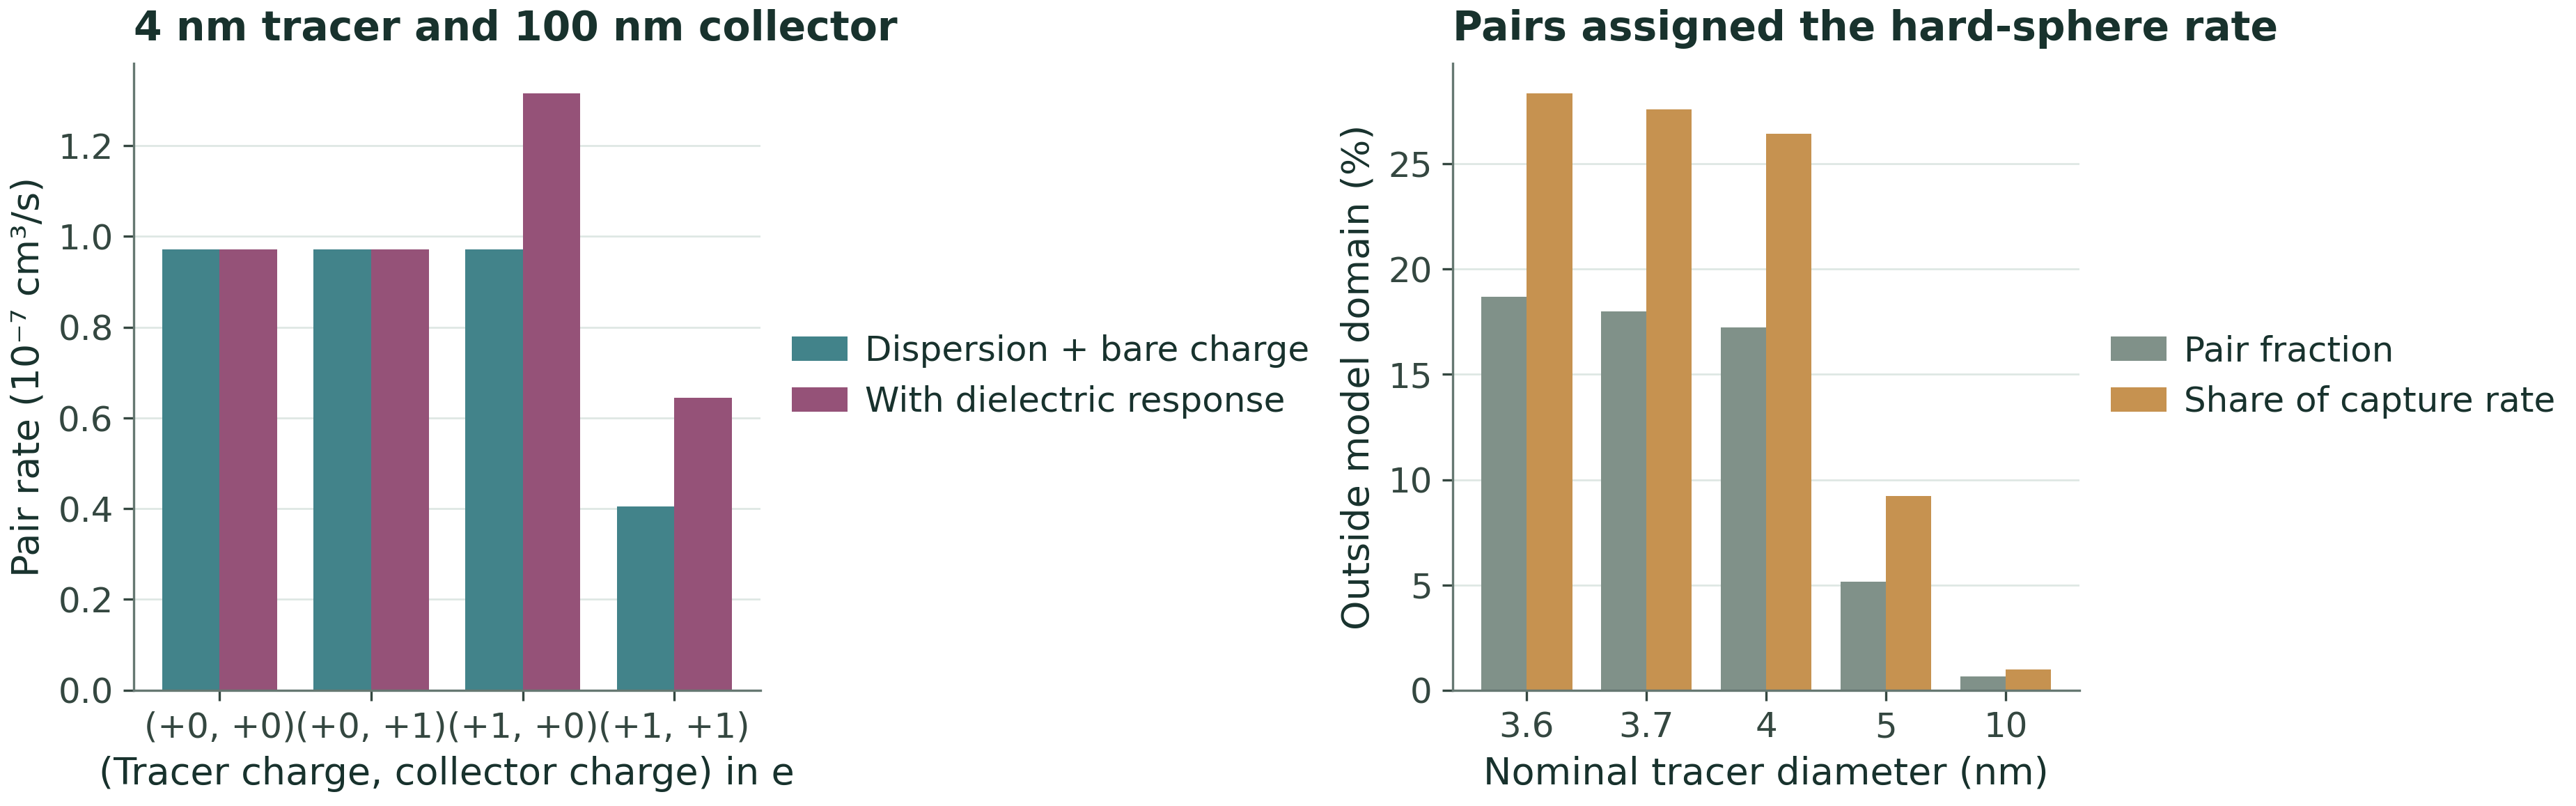 4 nm tracer and 100 nm collector
Pair rate (10⁻⁷ cm³/s)
1.2
1.0
0.8
0.6
0.4
0.2
0.0
(+0, +0) (+0, +1) (+1, +0) (+1, +1)
(Tracer charge, collector charge) in e
Dispersion + bare charge
With dielectric response
Pairs assigned the hard-sphere rate
Outside model domain (%)
25
20
15
10
5
0
3.6 3.7 4 5 10
Nominal tracer diameter (nm)
Pair fraction
Share of capture rate